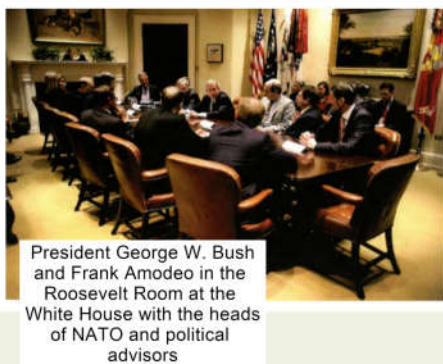 President George W. Bush
and Frank Amodeo in the
Roosevelt Room at the
White House with the heads
of NATO and political
advisors